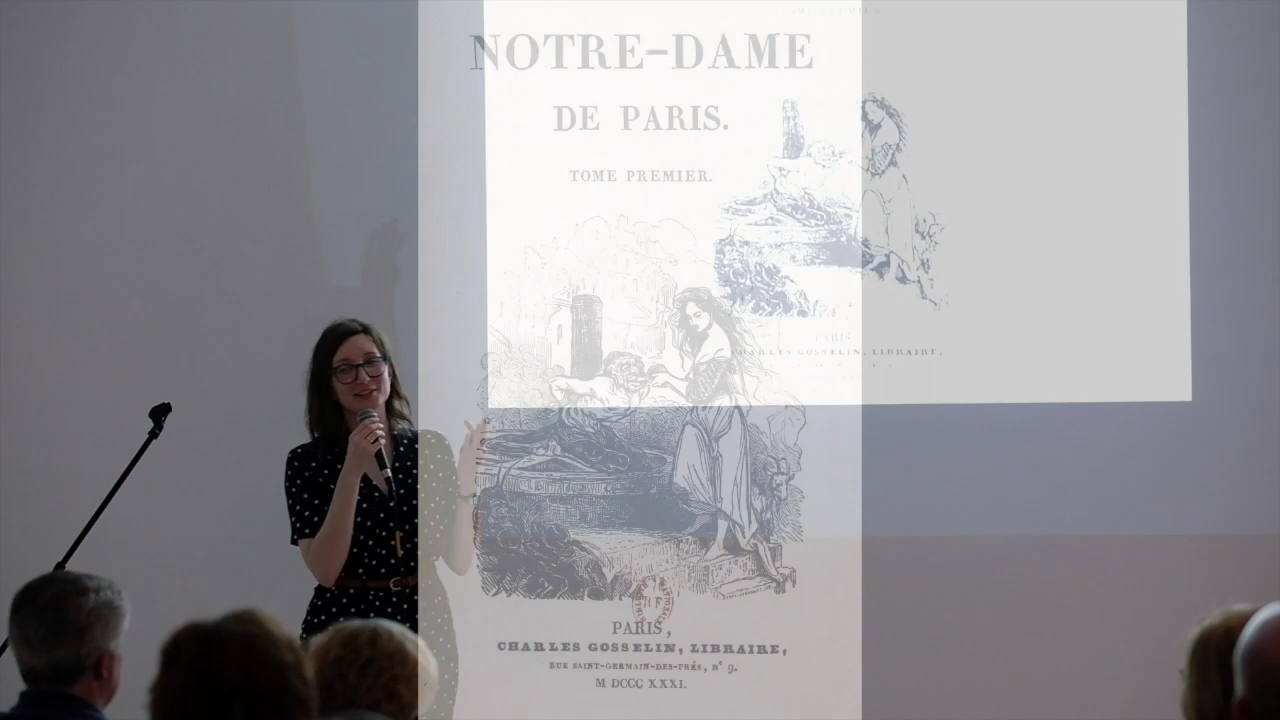 NOTRE-DAME
DE PARIS.
TOME PREMIER.
PARIS
CHARLES GOSSELIN, LIBRAIRE,
PARIS,
CHARLES GOSSELIN, LIBRAIRE,
RUE SAINT-GERMAIN-DES-PRÉS, N° 9.
M DCCC XXXI.